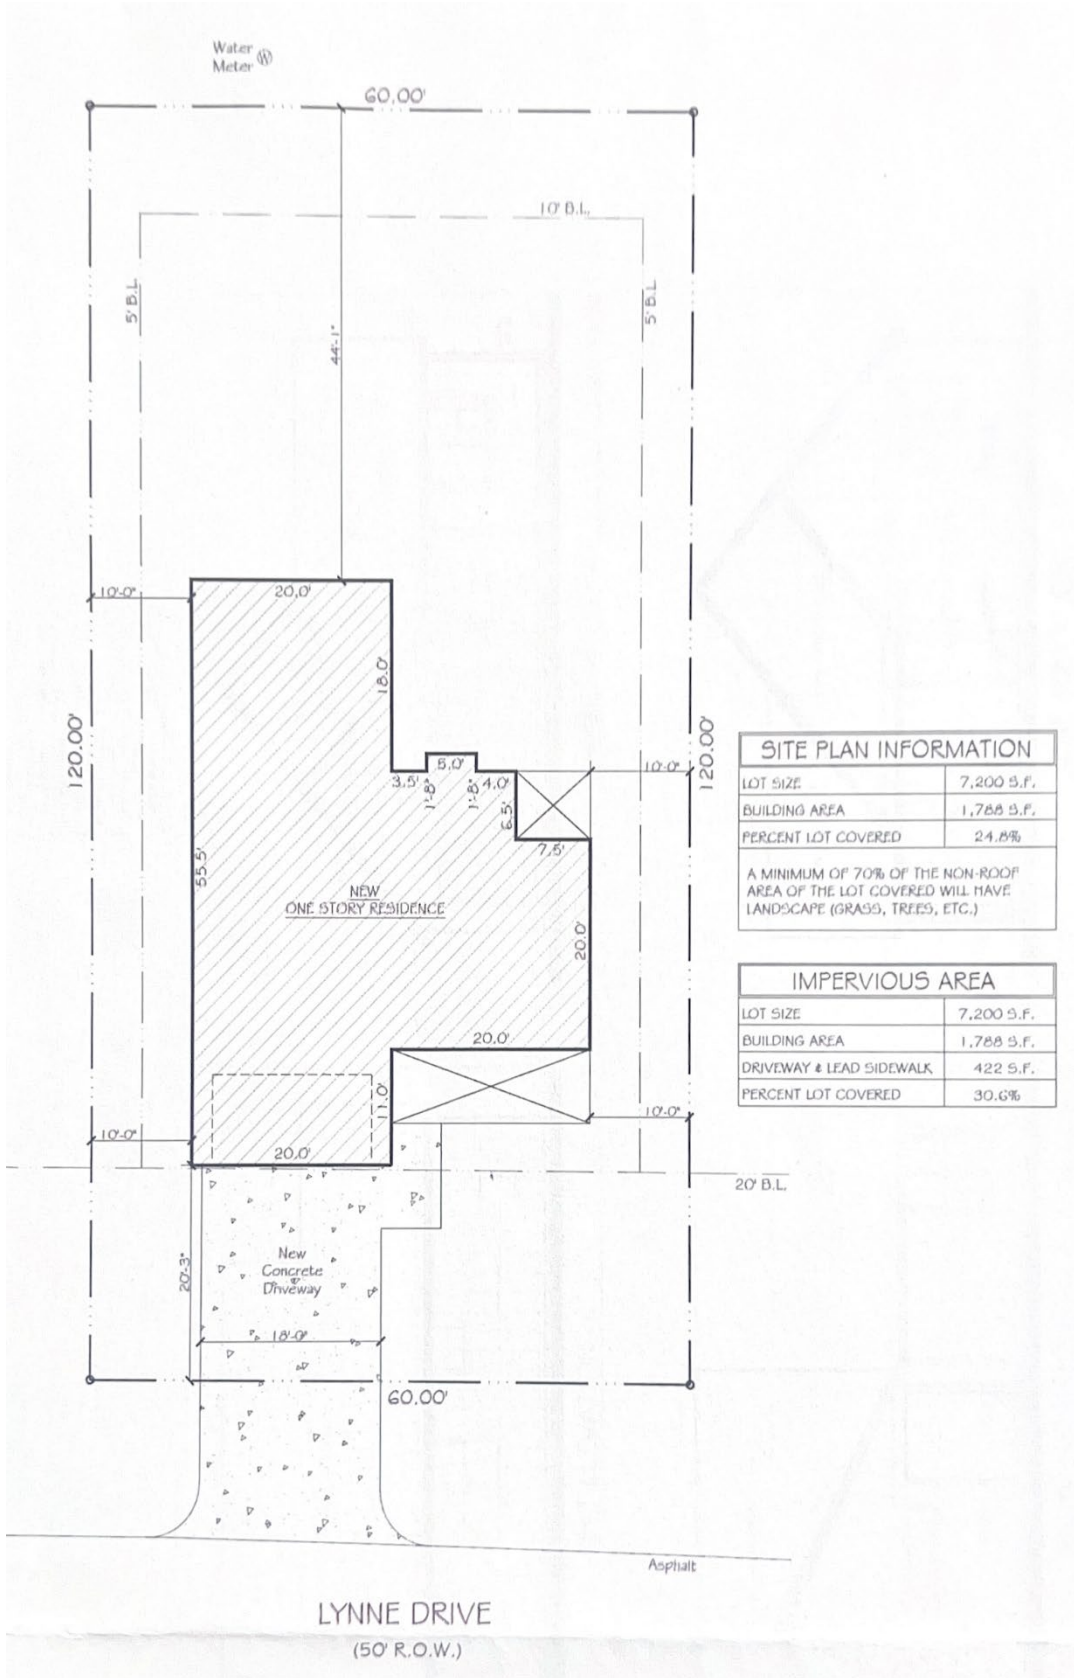 Water
Meter
W
60.00'
10' B.L.
5' B.L.
5' B.L.
44'-1"
10'-0"
20.0'
18.0'
120.00'
120.00'
10'-0"
3.5'
5.0'
4.0'
1'-8"
1'-8"
6.5'
7.5'
55.5'
NEW
ONE STORY RESIDENCE
20.0'
20.0'
11.0'
10'-0"
10'-0"
20.0'
20' B.L.
20'-3"
New
Concrete
Driveway
18'-0"
60.00'
Asphalt
LYNNE DRIVE
(50' R.O.W.)
SITE PLAN INFORMATION
LOT SIZE 7,200 S.F.
BUILDING AREA 1,788 S.F.
PERCENT LOT COVERED 24.8%
A MINIMUM OF 70% OF THE NON-ROOF
AREA OF THE LOT COVERED WILL HAVE
LANDSCAPE (GRASS, TREES, ETC.)
IMPERVIOUS AREA
LOT SIZE 7,200 S.F.
BUILDING AREA 1,788 S.F.
DRIVEWAY & LEAD SIDEWALK 422 S.F.
PERCENT LOT COVERED 30.6%